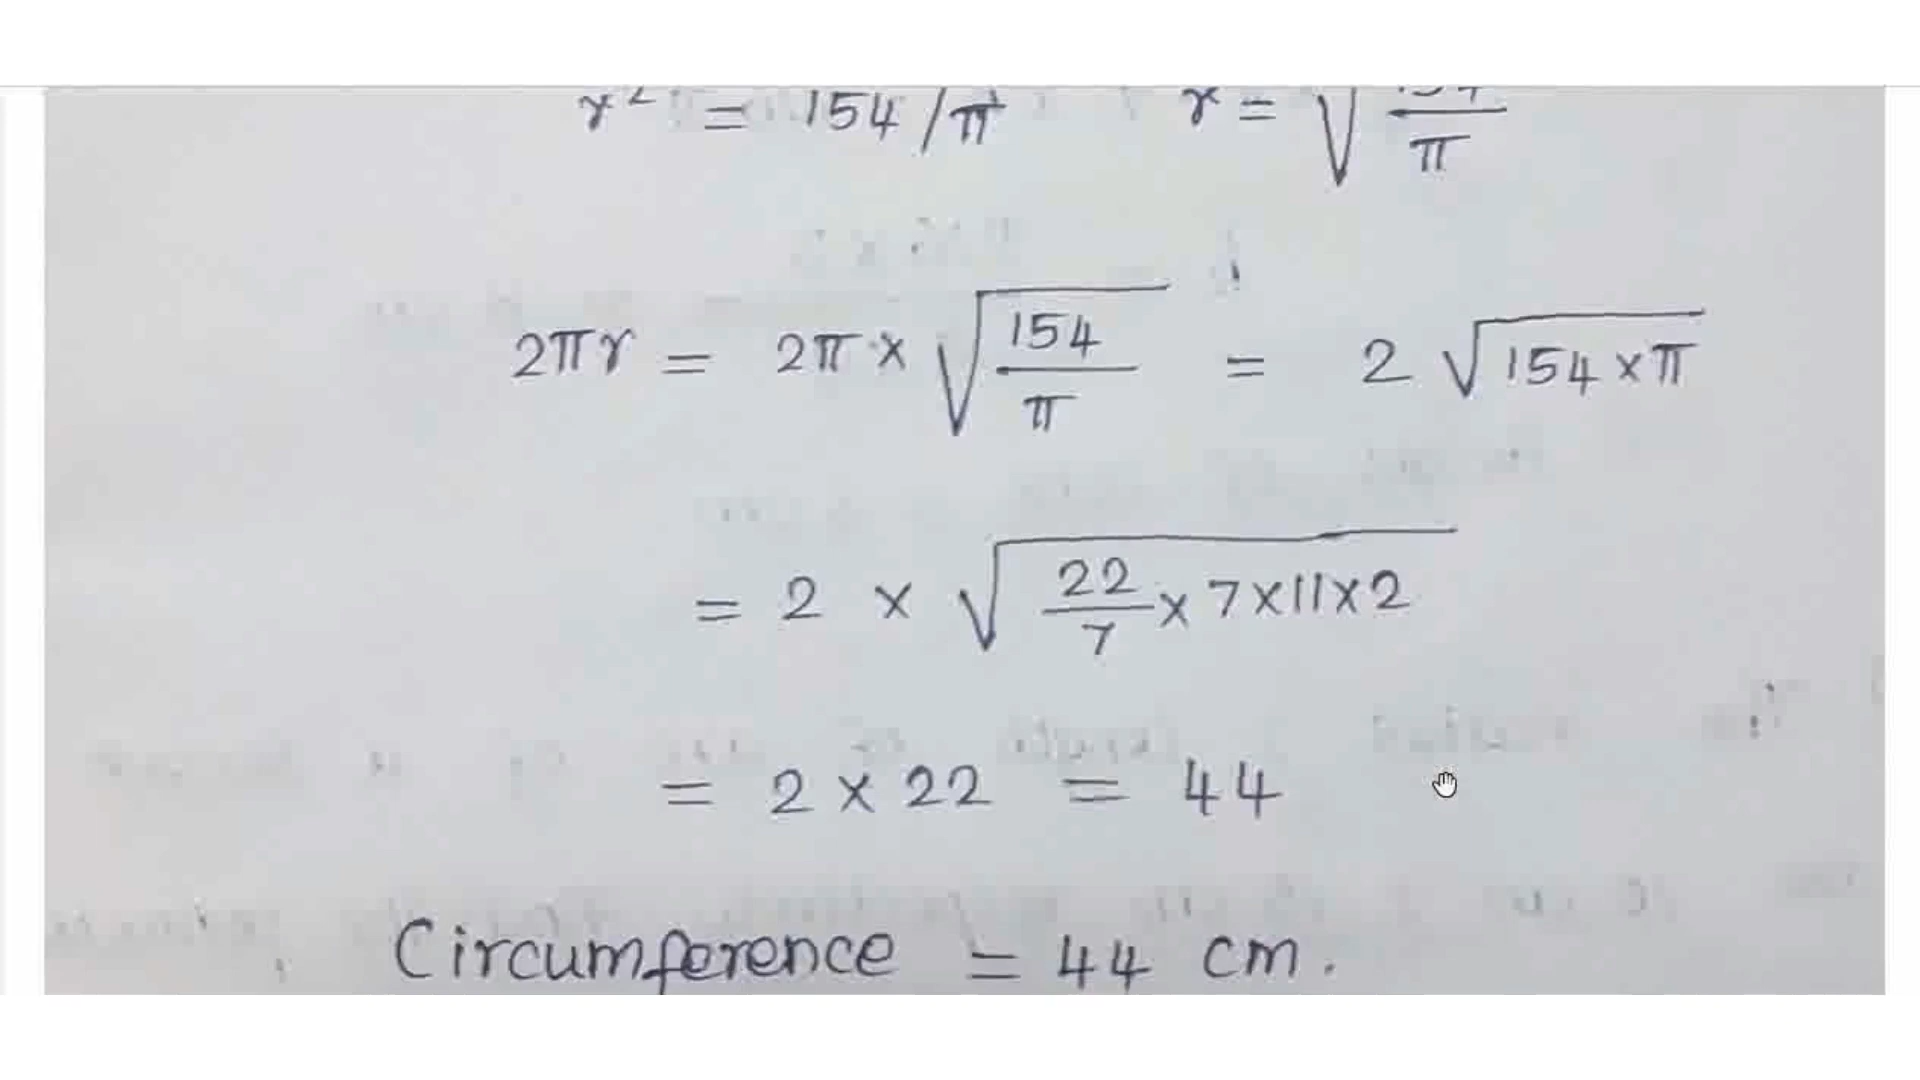 r² = 154/π r = √154/π
2πr = 2π × √154/π = 2 √154×π
= 2 × √22/7 × 7×11×2
= 2 × 22 = 44
Circumference = 44 cm.